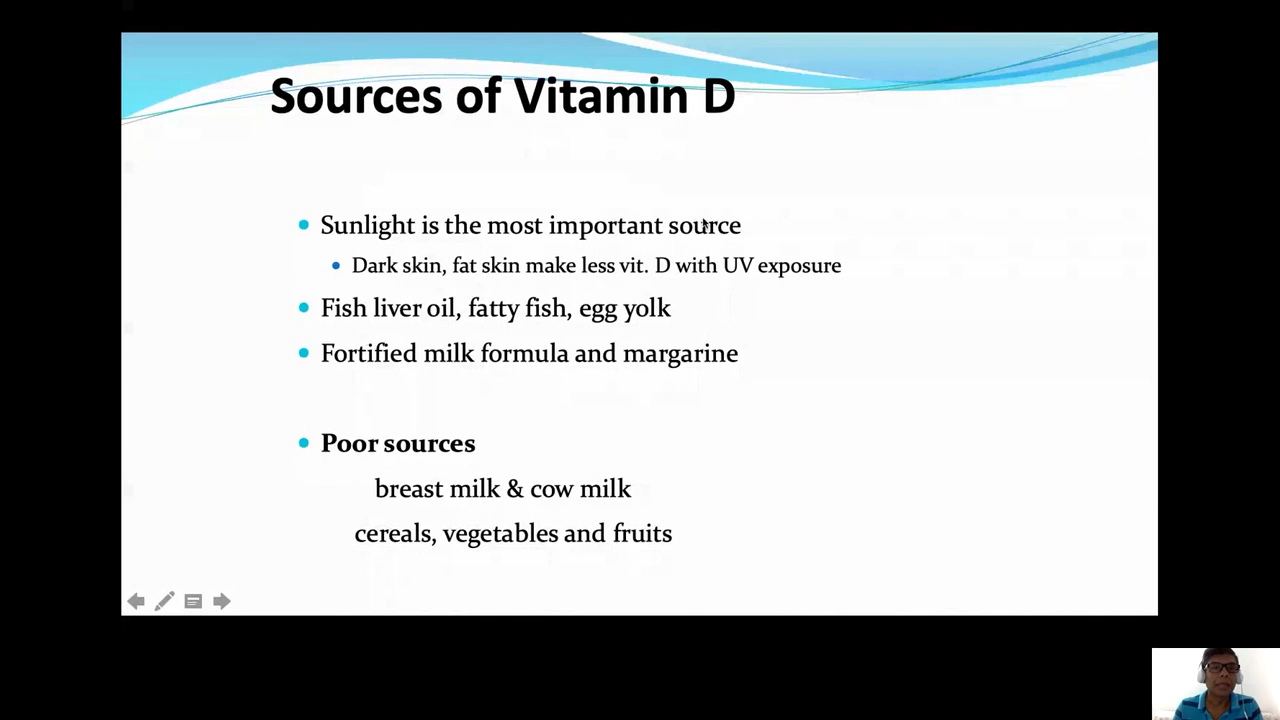 Sources of Vitamin D
Sunlight is the most important source
Dark skin, fat skin make less vit. D with UV exposure
Fish liver oil, fatty fish, egg yolk
Fortified milk formula and margarine
Poor sources
breast milk & cow milk
cereals, vegetables and fruits